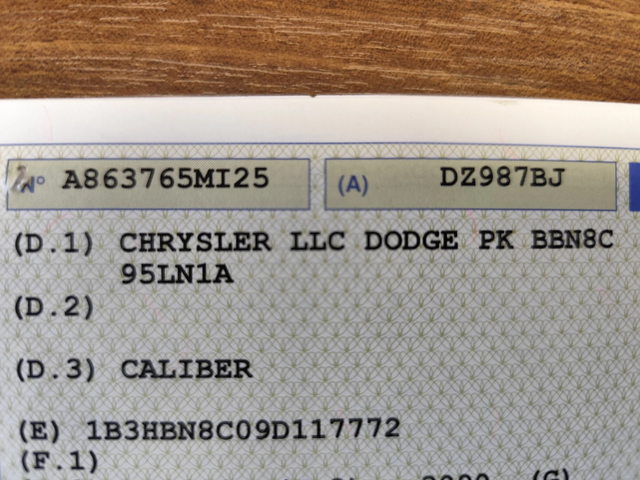 N° A863765MI25 (A) DZ987BJ
(D.1) CHRYSLER LLC DODGE PK BBN8C
95LN1A
(D.2)
(D.3) CALIBER
(E) 1B3HBN8C09D117772
(F.1)
(G)